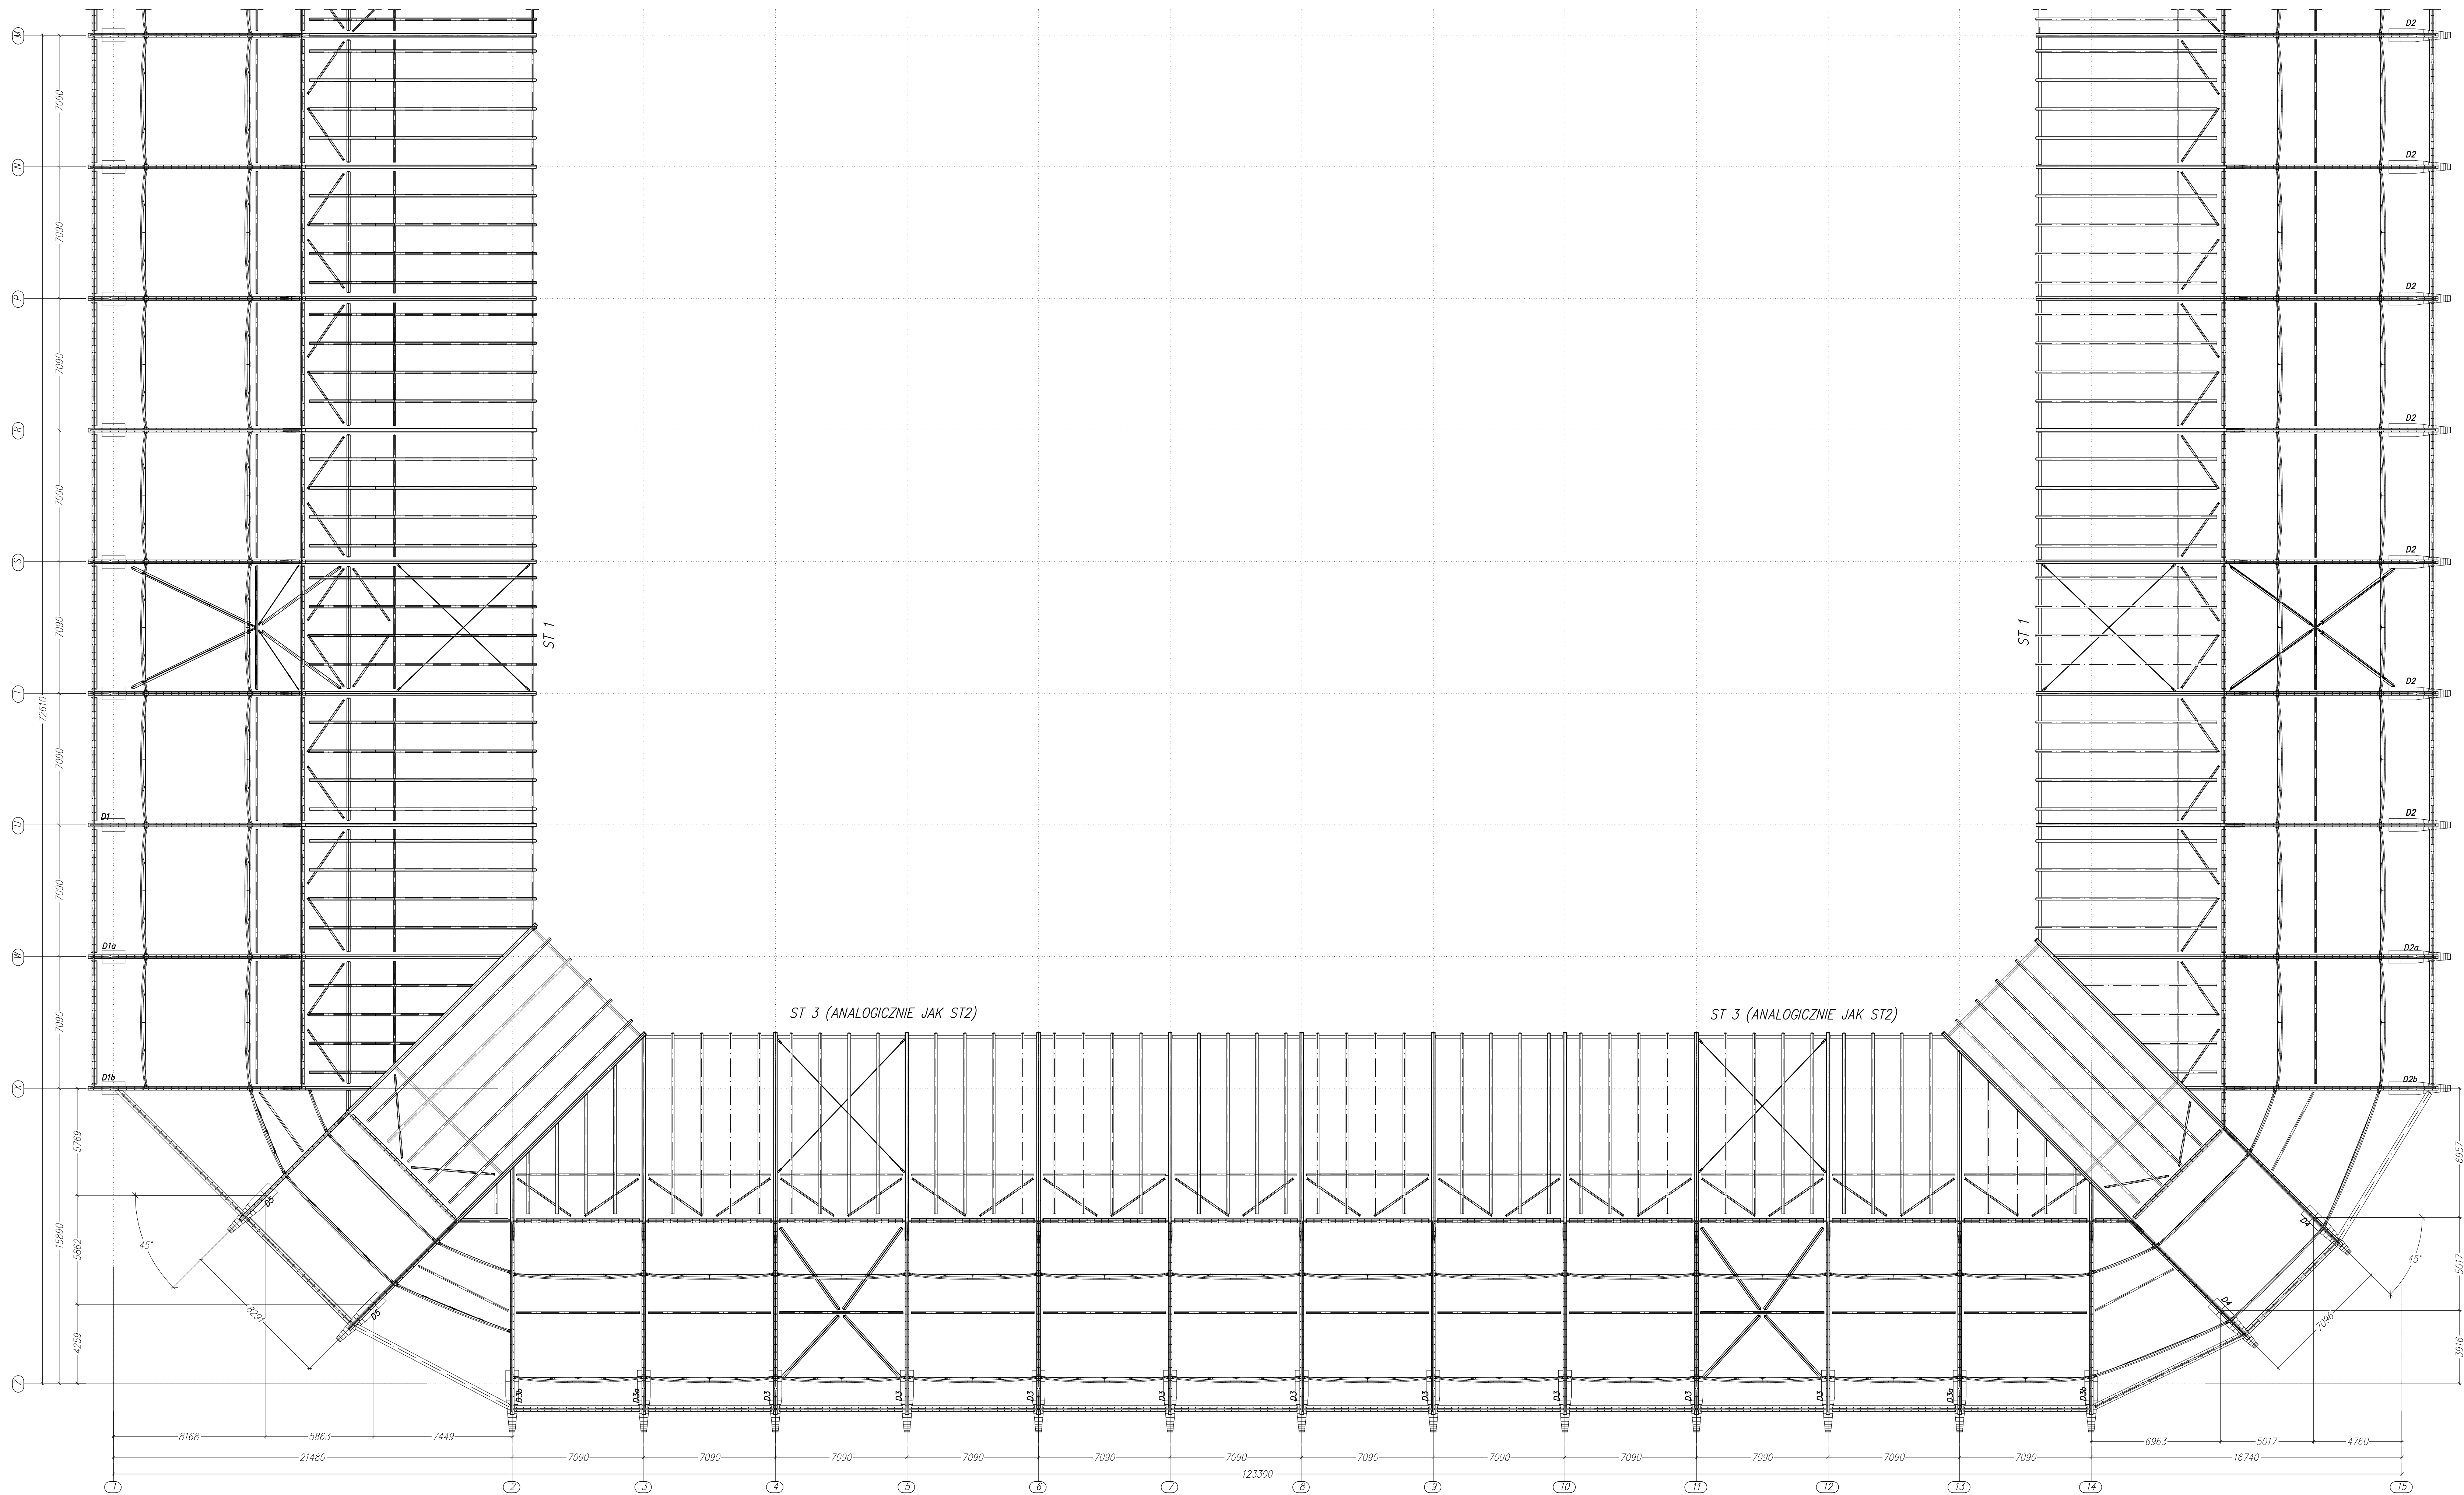 M D2
7090
N D2
7090
P D2
7090
R D2
7090
S D2
7090
ST 1 ST 1
T D2
72610
7090
U D1 D2
7090
W D1a D2a
7090
ST 3 (ANALOGICZNIE JAK ST2) ST 3 (ANALOGICZNIE JAK ST2)
X D1b D2b
5769 6957
D5 D4
45° 15890 5862 45° 5017
8291 D5 D4 7096
4259 3916
Z
D3b D3a D3 D3 D3 D3 D3 D3 D3 D3 D3 D3a D3b
8168 5863 7449 6963 5017 4760
21480 7090 7090 7090 7090 7090 7090 7090 7090 7090 7090 7090 7090 16740
123300
1 2 3 4 5 6 7 8 9 10 11 12 13 14 15